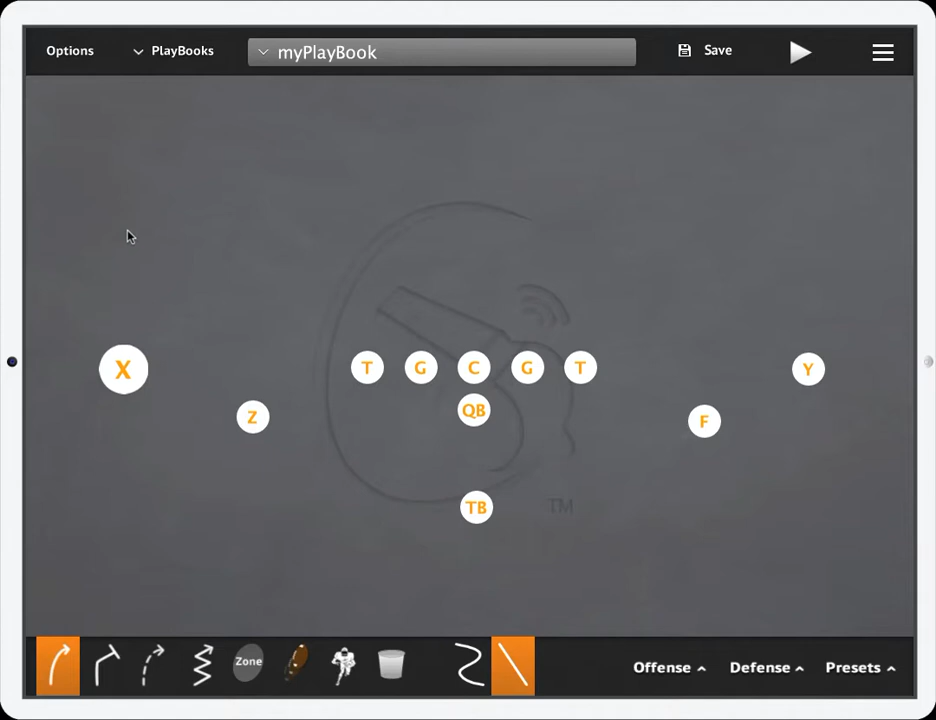 Options
PlayBooks
myPlayBook
Save
X
T G C G T
Y
Z
QB
F
TB
TM
Zone
Offense
Defense
Presets